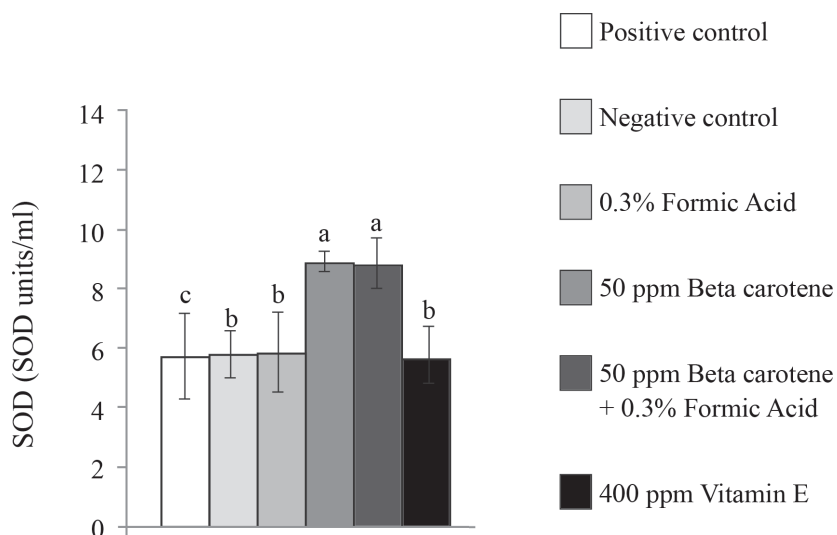 Positive control
Negative control
0.3% Formic Acid
50 ppm Beta carotene
50 ppm Beta carotene
+ 0.3% Formic Acid
400 ppm Vitamin E
SOD (SOD units/ml)
14
12
10
8
6
4
2
0
c
b
b
a
a
b